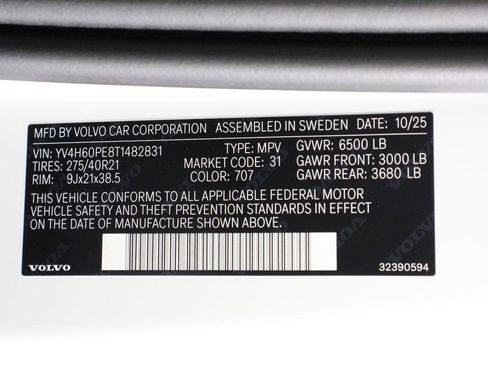 MFD BY VOLVO CAR CORPORATION ASSEMBLED IN SWEDEN DATE: 10/25
VIN: YV4H60PE8T1482831 TYPE: MPV GVWR: 6500 LB
TIRES: 275/40R21 MARKET CODE: 31 GAWR FRONT: 3000 LB
RIM: 9Jx21x38.5 COLOR: 707 GAWR REAR: 3680 LB
THIS VEHICLE CONFORMS TO ALL APPLICABLE FEDERAL MOTOR
VEHICLE SAFETY AND THEFT PREVENTION STANDARDS IN EFFECT
ON THE DATE OF MANUFACTURE SHOWN ABOVE.
VOLVO 32390594